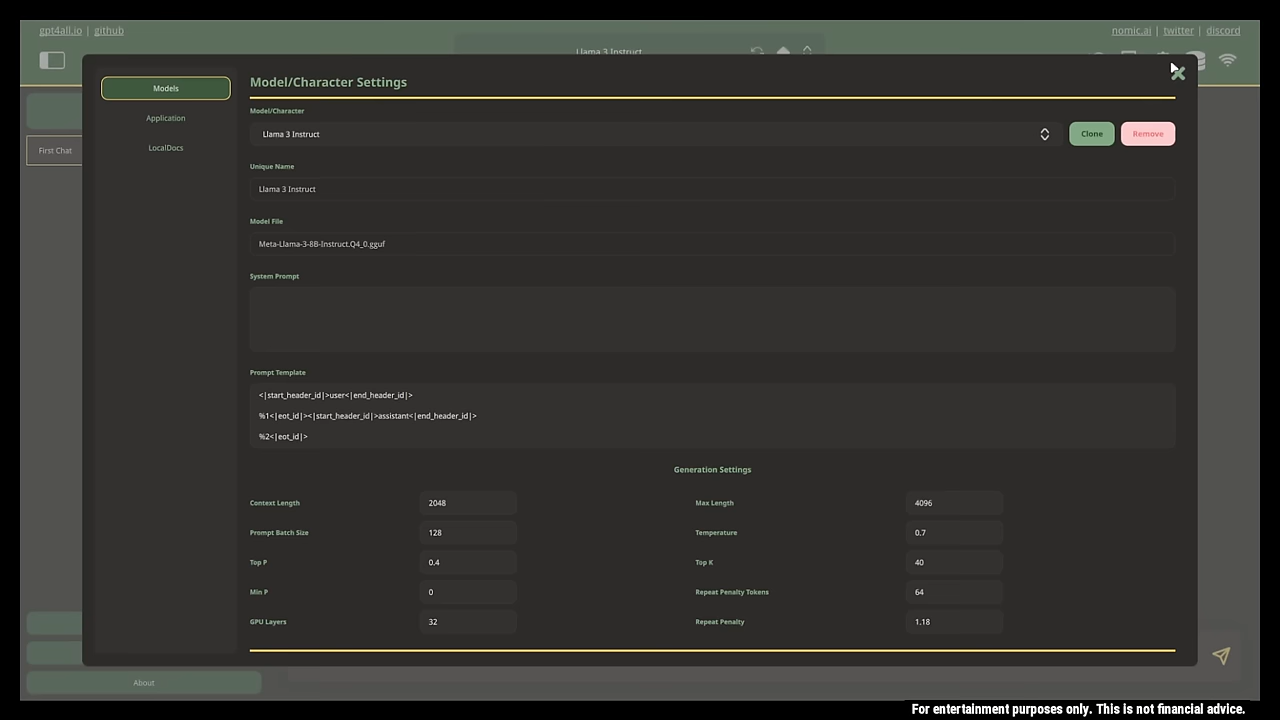 gpt4all.io | github
nomic.ai | twitter | discord
Llama 3 Instruct
Models
Application
LocalDocs
First Chat
About
Model/Character Settings
Model/Character
Llama 3 Instruct
Clone
Remove
Unique Name
Llama 3 Instruct
Model File
Meta-Llama-3-8B-Instruct.Q4_0.gguf
System Prompt
Prompt Template
<|start_header_id|>user<|end_header_id|>
%1<|eot_id|><|start_header_id|>assistant<|end_header_id|>
%2<|eot_id|>
Generation Settings
Context Length 2048 Max Length 4096
Prompt Batch Size 128 Temperature 0.7
Top P 0.4 Top K 40
Min P 0 Repeat Penalty Tokens 64
GPU Layers 32 Repeat Penalty 1.18
For entertainment purposes only. This is not financial advice.